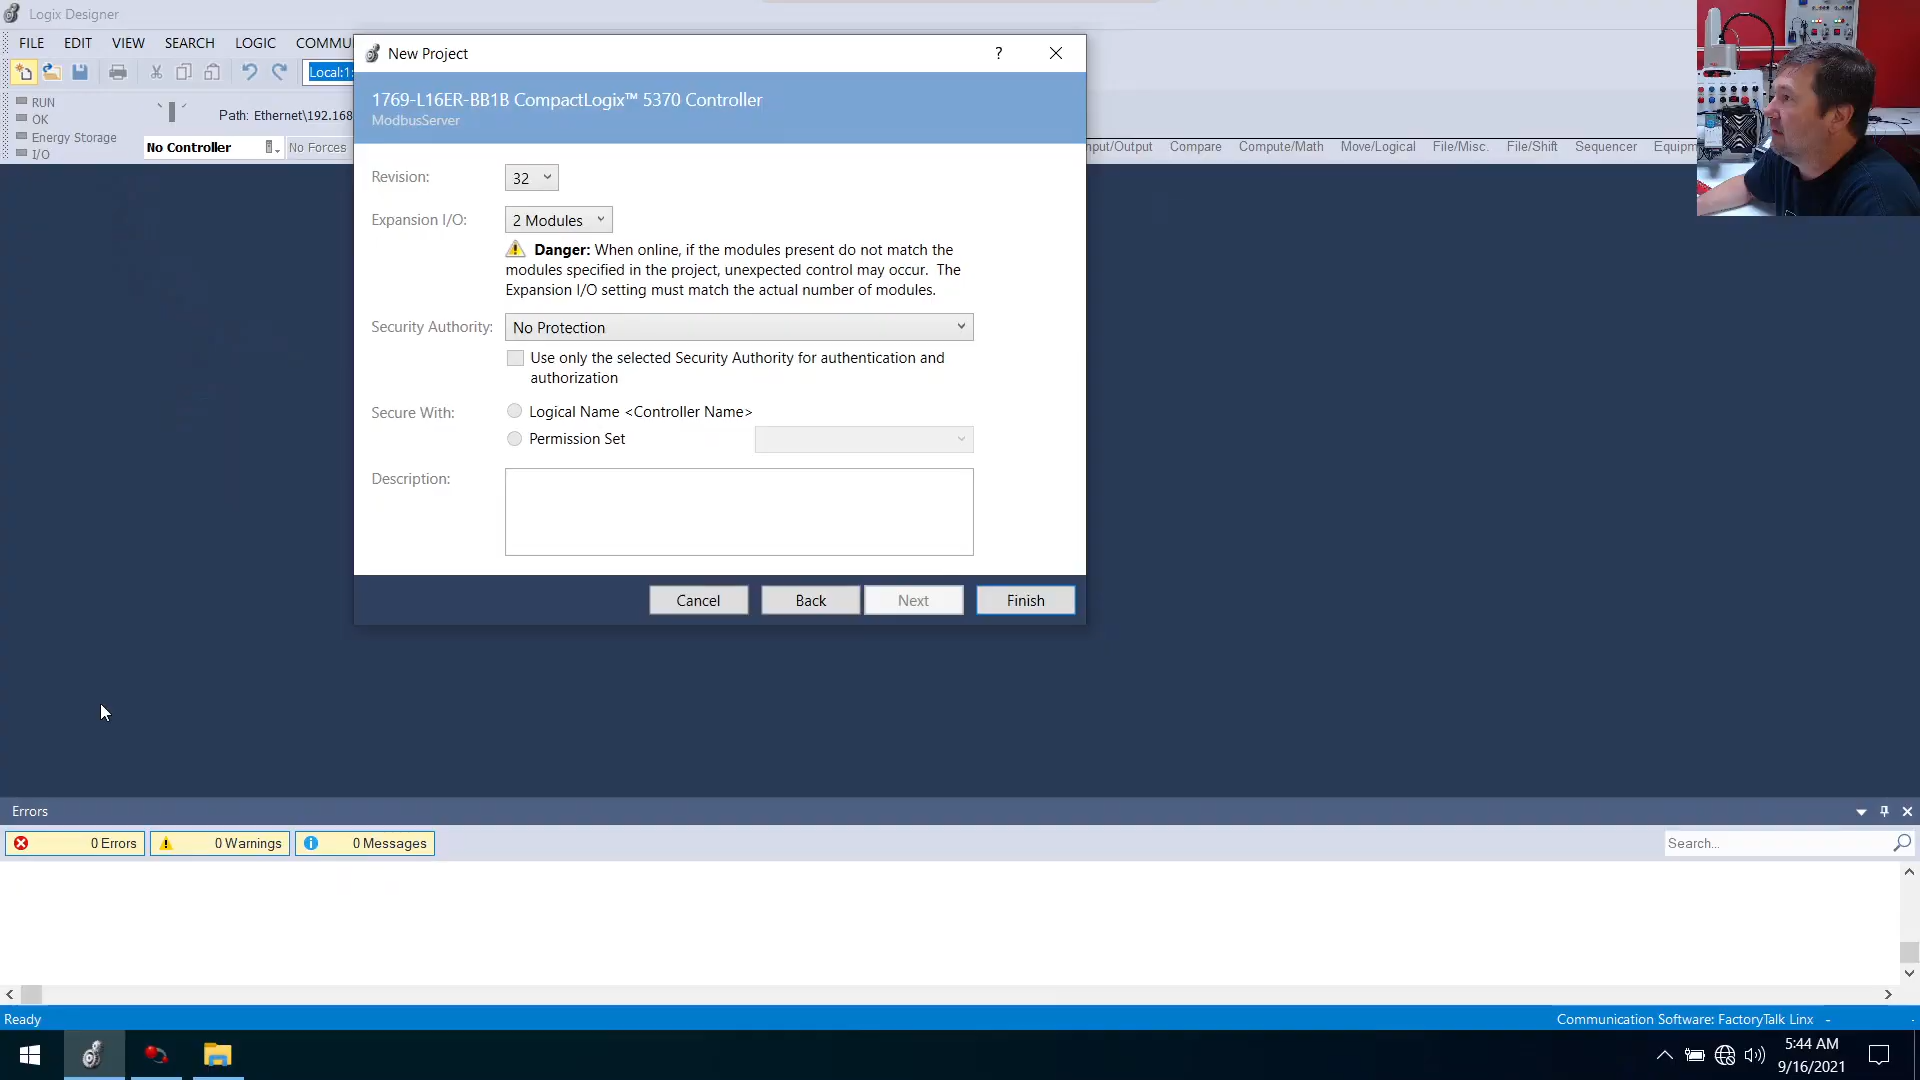 Logix Designer
FILE EDIT VIEW SEARCH LOGIC COMMU
Local:1:
RUN
OK
Energy Storage
I/O
Path: Ethernet\192.168
No Controller
No Forces
nput/Output Compare Compute/Math Move/Logical File/Misc. File/Shift Sequencer Equipm
New Project
?
1769-L16ER-BB1B CompactLogix™ 5370 Controller
ModbusServer
Revision: 32
Expansion I/O: 2 Modules
Danger: When online, if the modules present do not match the
modules specified in the project, unexpected control may occur. The
Expansion I/O setting must match the actual number of modules.
Security Authority: No Protection
Use only the selected Security Authority for authentication and
authorization
Secure With: Logical Name <Controller Name>
Permission Set
Description:
Cancel Back Next Finish
Errors
0 Errors 0 Warnings 0 Messages
Search...
Ready
Communication Software: FactoryTalk Linx -
5:44 AM
9/16/2021